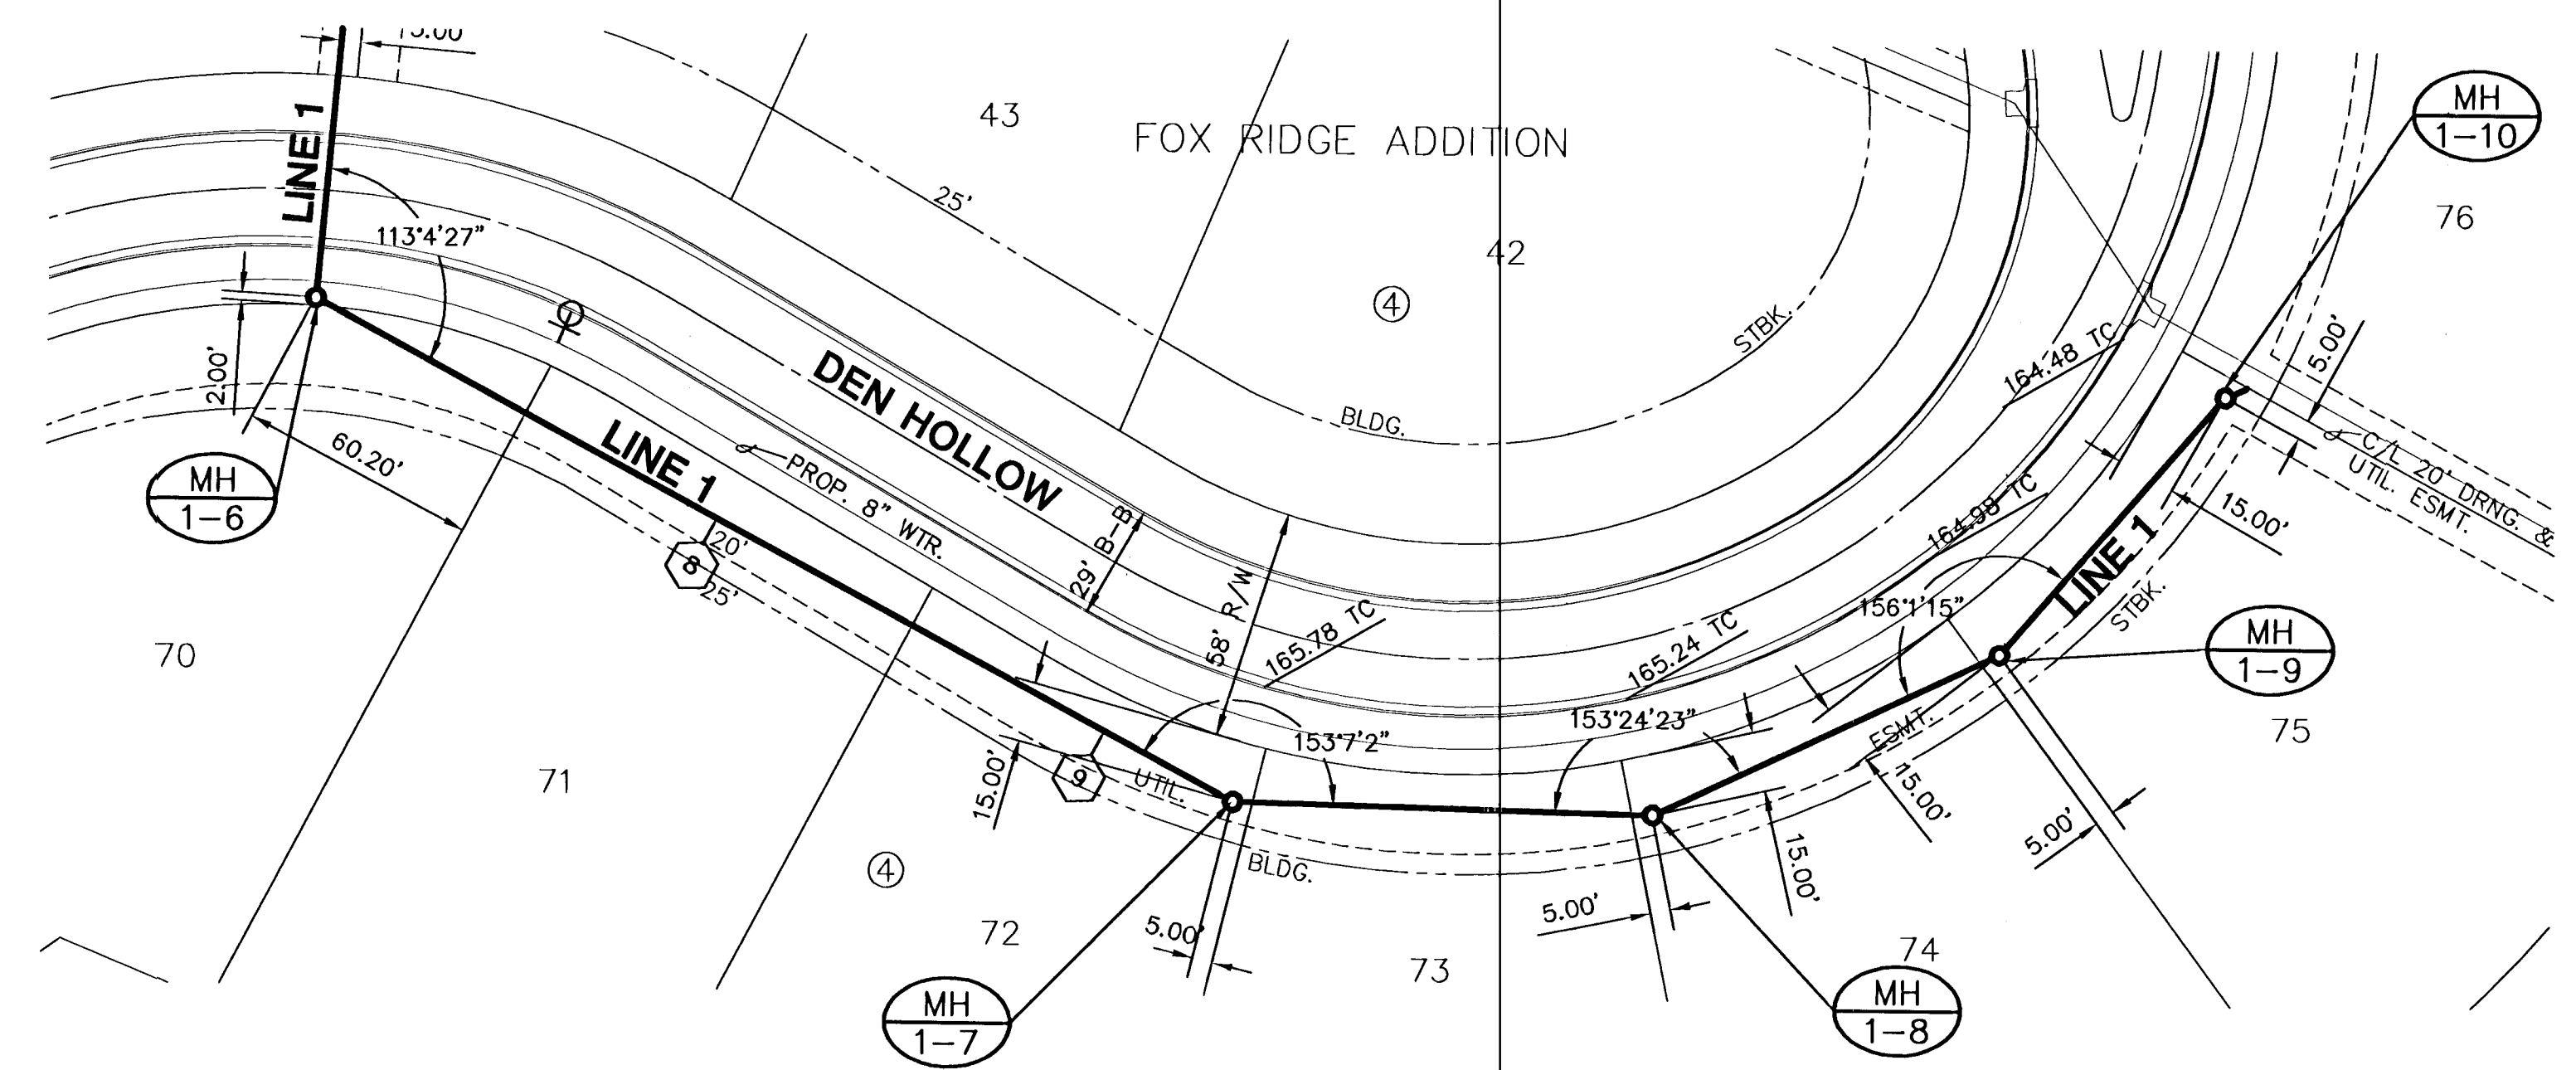 5.00'
LINE 1
43
FOX RIDGE ADDITION
MH
1-10
25'
76
113°4'27"
42
4
STBK.
164.48 TC
5.00'
2.00'
DEN HOLLOW
BLDG.
60.20'
LINE 1
PROP. 8" WTR.
C/L 20' DRNG. &
UTIL. ESMT.
MH
1-6
20'
8
25'
29' B-B
58' R/W
164.98 TC
15.00'
LINE 1
STBK.
156°1'15"
165.78 TC
165.24 TC
MH
1-9
70
71
153°24'23"
153°7'2"
ESMT.
75
15.00'
9
UTIL.
15.00'
5.00'
15.00'
4
BLDG.
72
5.00'
5.00'
73
74
MH
1-7
MH
1-8